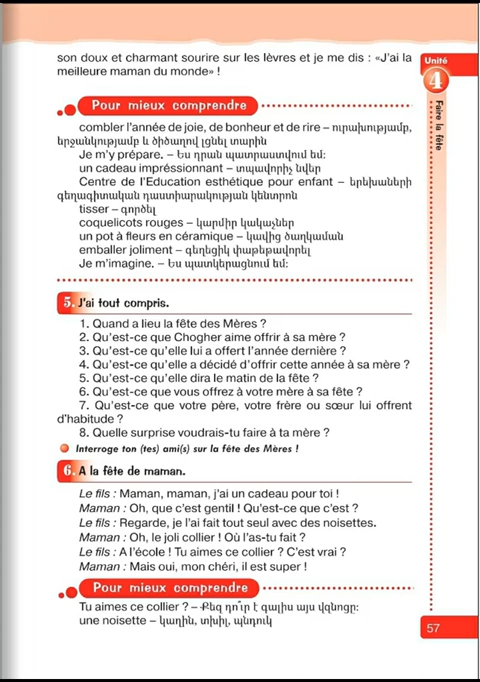 son doux et charmant sourire sur les lèvres et je me dis : «J'ai la
meilleure maman du monde» !
Unité
4
Faire la fête
Pour mieux comprendre
combler l'année de joie, de bonheur et de rire – ուրախությամբ,
երջանկությամբ և ծիծաղով լցնել տարին
Je m'y prépare. – Ես դրան պատրաստվում եմ:
un cadeau impréssionnant – տպավորիչ նվեր
Centre de l'Education esthétique pour enfant – երեխաների
գեղագիտական դաստիարակության կենտրոն
tisser – գործել
coquelicots rouges – կարմիր կակաչներ
un pot à fleurs en céramique – կավից ծաղկաման
emballer joliment – գեղեցիկ փաթեթավորել
Je m'imagine. – Ես պատկերացնում եմ:
5. J'ai tout compris.
1. Quand a lieu la fête des Mères ?
2. Qu'est-ce que Chogher aime offrir à sa mère ?
3. Qu'est-ce qu'elle lui a offert l'année dernière ?
4. Qu'est-ce qu'elle a décidé d'offrir cette année à sa mère ?
5. Qu'est-ce qu'elle dira le matin de la fête ?
6. Qu'est-ce que vous offrez à votre mère à sa fête ?
7. Qu'est-ce que votre père, votre frère ou sœur lui offrent
d'habitude ?
8. Quelle surprise voudrais-tu faire à ta mère ?
Interroge ton (tes) ami(s) sur la fête des Mères !
6. A la fête de maman.
Le fils : Maman, maman, j'ai un cadeau pour toi !
Maman : Oh, que c'est gentil ! Qu'est-ce que c'est ?
Le fils : Regarde, je l'ai fait tout seul avec des noisettes.
Maman : Oh, le joli collier ! Où l'as-tu fait ?
Le fils : A l'école ! Tu aimes ce collier ? C'est vrai ?
Maman : Mais oui, mon chéri, il est super !
Pour mieux comprendre
Tu aimes ce collier ? – Քեզ դո՞ւր է գալիս այս վզնոցը:
une noisette – կաղին, տխիլ, պնդուկ
57